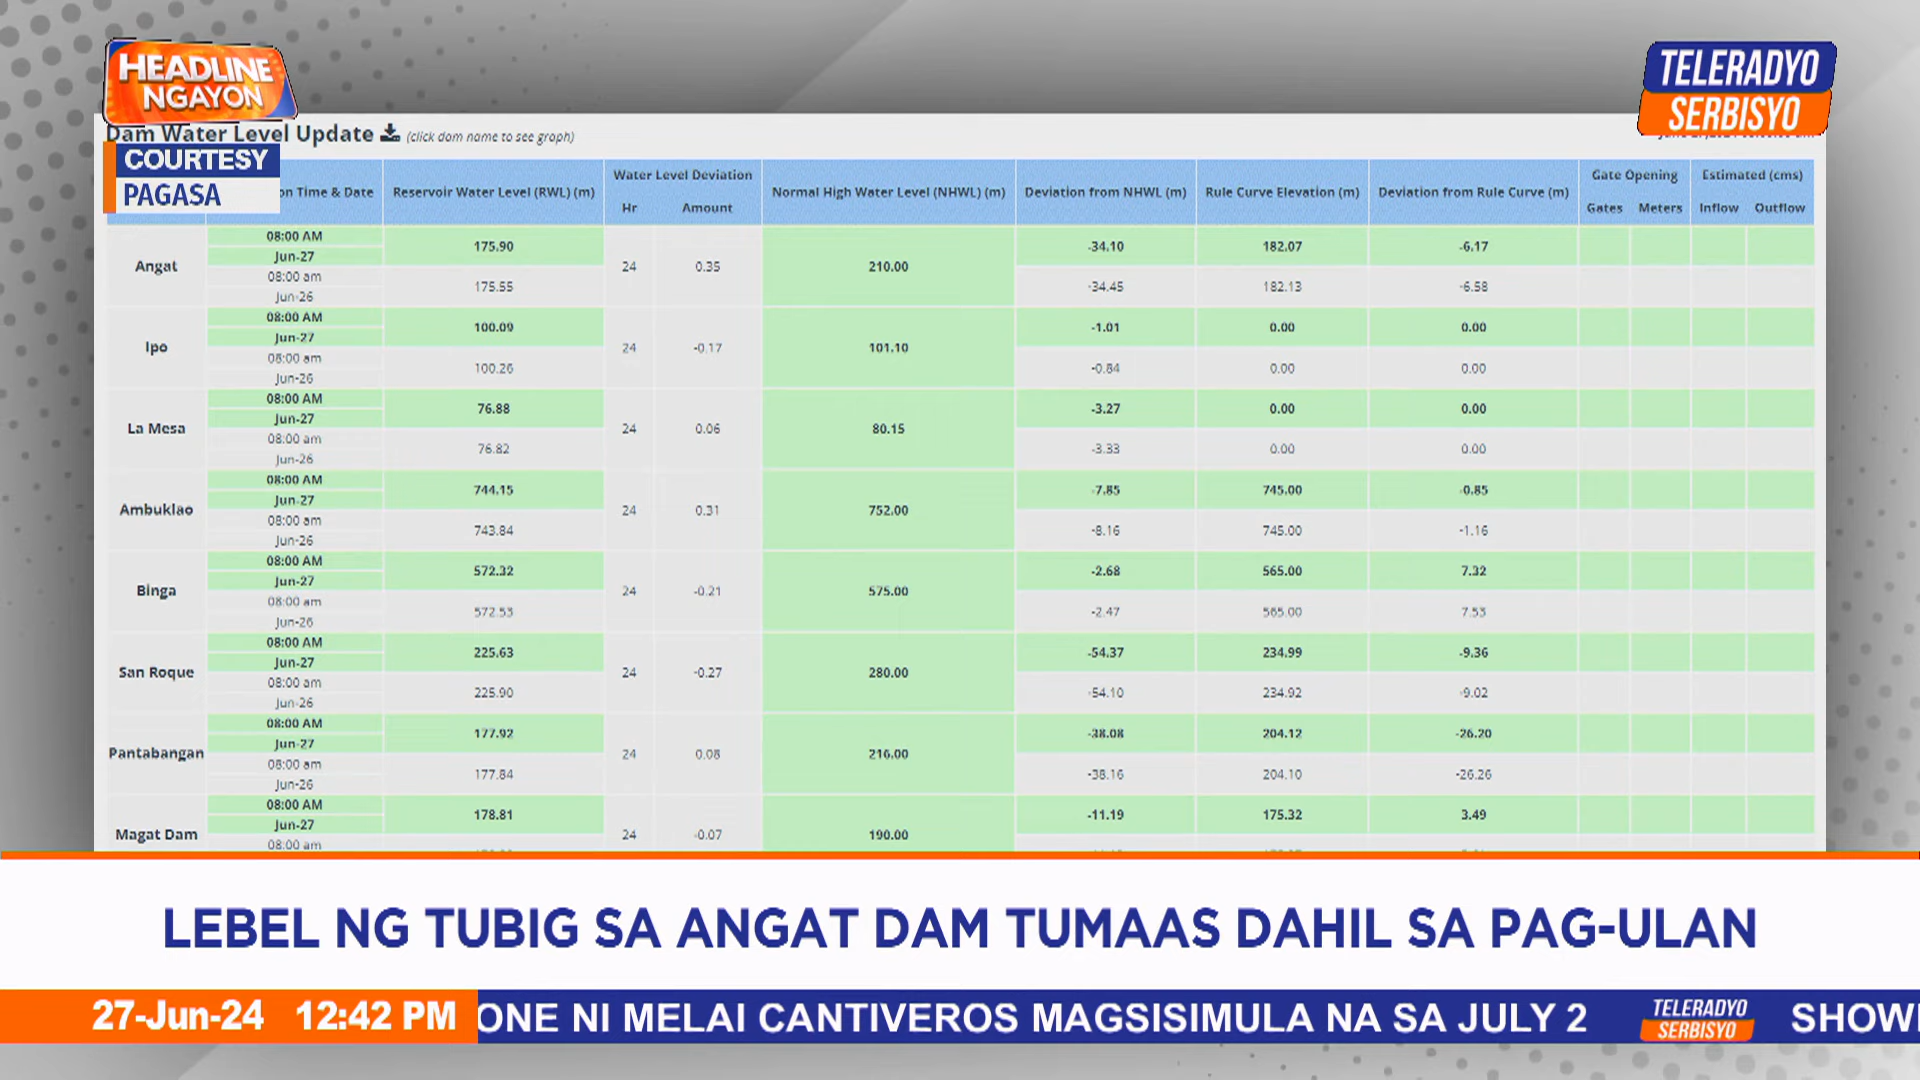 HEADLINE
NGAYON
TELERADYO
SERBISYO
Dam Water Level Update (click dam name to see graph)
COURTESY
PAGASA
Time & Date Reservoir Water Level (RWL) (m) Water Level Deviation Normal High Water Level (NHWL) (m) Deviation from NHWL (m) Rule Curve Elevation (m) Deviation from Rule Curve (m) Gate Opening Estimated (cms)
Hr Amount Gates Meters Inflow Outflow
Angat 24 0.35 210.00
08:00 AM Jun-27 175.90 -34.10 182.07 -6.17
08:00 am Jun-26 175.55 -34.45 182.13 -6.58
Ipo 24 -0.17 101.10
08:00 AM Jun-27 100.09 -1.01 0.00 0.00
08:00 am Jun-26 100.26 -0.84 0.00 0.00
La Mesa 24 0.06 80.15
08:00 AM Jun-27 76.88 -3.27 0.00 0.00
08:00 am Jun-26 76.82 -3.33 0.00 0.00
Ambuklao 24 0.31 752.00
08:00 AM Jun-27 744.15 -7.85 745.00 -0.85
08:00 am Jun-26 743.84 -8.16 745.00 -1.16
Binga 24 -0.21 575.00
08:00 AM Jun-27 572.32 -2.68 565.00 7.32
08:00 am Jun-26 572.53 -2.47 565.00 7.53
San Roque 24 -0.27 280.00
08:00 AM Jun-27 225.63 -54.37 234.99 -9.36
08:00 am Jun-26 225.90 -54.10 234.92 -9.02
Pantabangan 24 0.08 216.00
08:00 AM Jun-27 177.92 -38.08 204.12 -26.20
08:00 am Jun-26 177.84 -38.16 204.10 -26.26
Magat Dam 24 -0.07 190.00
08:00 AM Jun-27 178.81 -11.19 175.32 3.49
08:00 am
LEBEL NG TUBIG SA ANGAT DAM TUMAAS DAHIL SA PAG-ULAN
27-Jun-24 12:42 PM ONE NI MELAI CANTIVEROS MAGSISIMULA NA SA JULY 2 TELERADYO SERBISYO